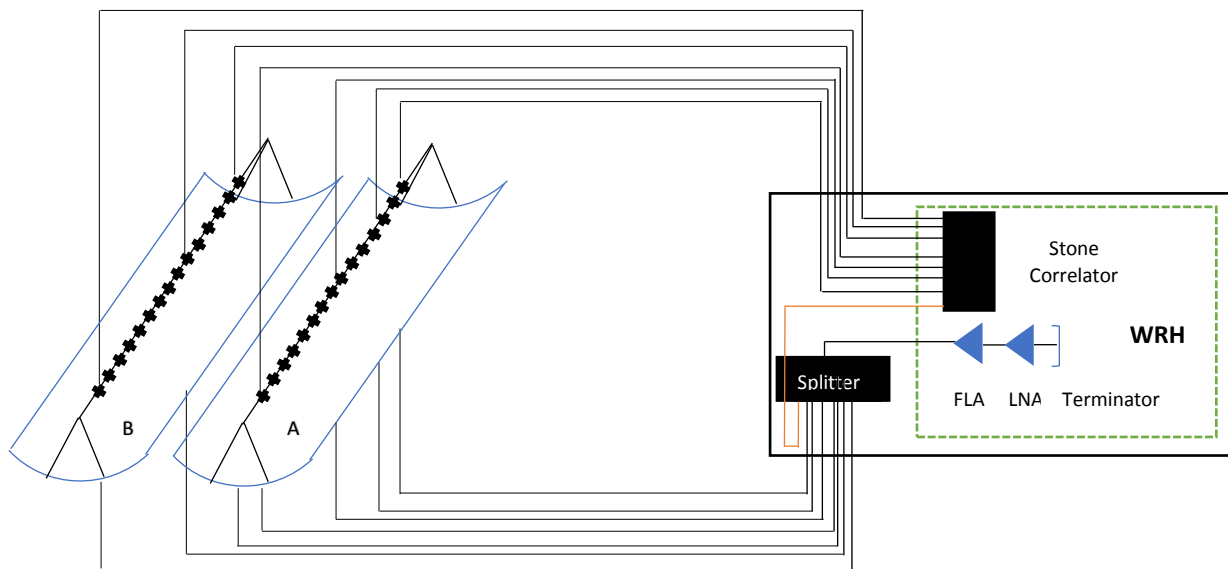 Stone
Correlator
WRH
Splitter
FLA LNA Terminator
B A